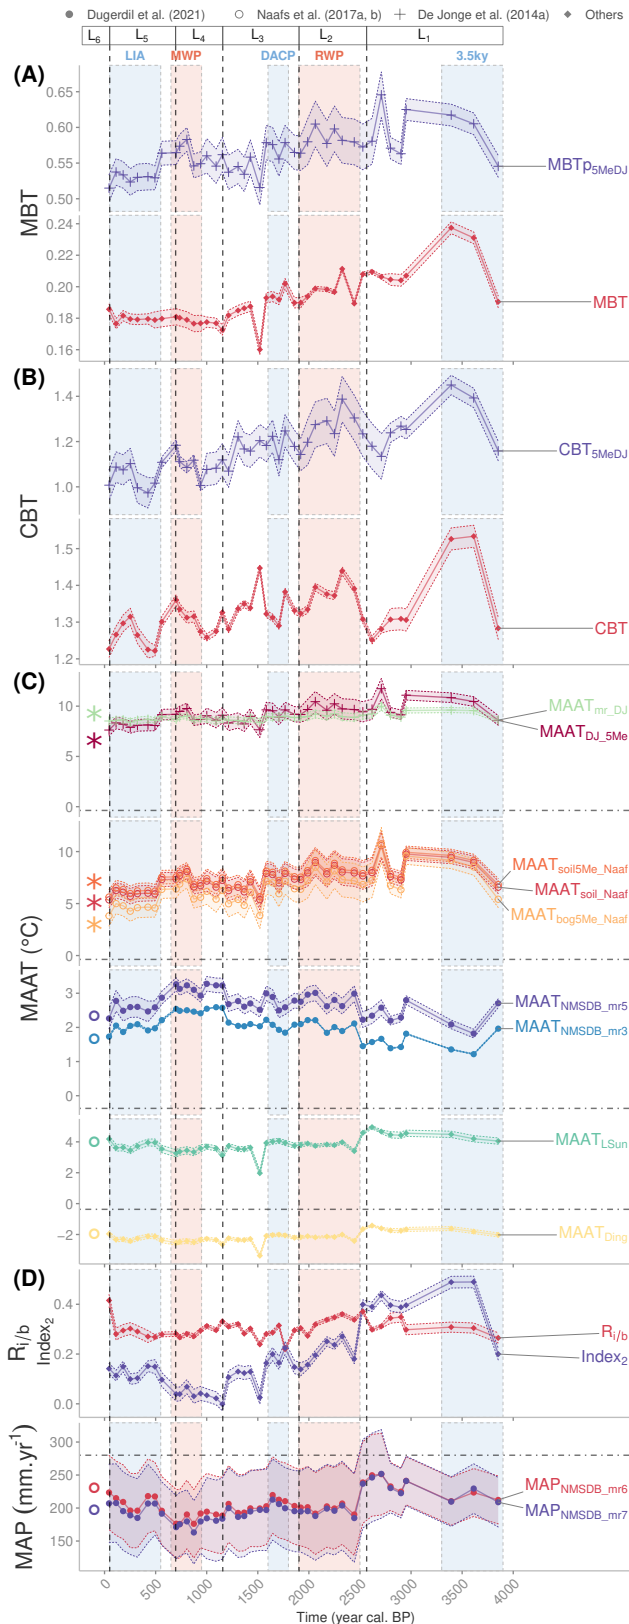 Dugerdil et al. (2021) Naafs et al. (2017a, b) De Jonge et al. (2014a) Others
L6 L5 L4 L3 L2 L1
LIA MWP DACP RWP 3.5ky
(A)
MBT
0.65
0.60
0.55
0.50
MBTp5MeDJ
0.24
0.22
0.20
0.18
0.16
MBT
(B)
CBT
1.4
1.2
1.0
CBT5MeDJ
1.5
1.4
1.3
1.2
CBT
(C)
MAAT (°C)
10
5
0
MAATmr_DJ
MAATDJ_5Me
10
5
0
MAATsoil5Me_Naaf
MAATsoil_Naaf
MAATbog5Me_Naaf
3
2
1
0
MAATNMSDB_mr5
MAATNMSDB_mr3
4
2
0
MAATLSun
−2
MAATDing
(D)
Ri/b
Index2
0.4
0.2
0.0
Ri/b
Index2
MAP (mm.yr-1)
300
250
200
150
MAPNMSDB_mr6
MAPNMSDB_mr7
0 500 1000 1500 2000 2500 3000 3500 4000
Time (year cal. BP)